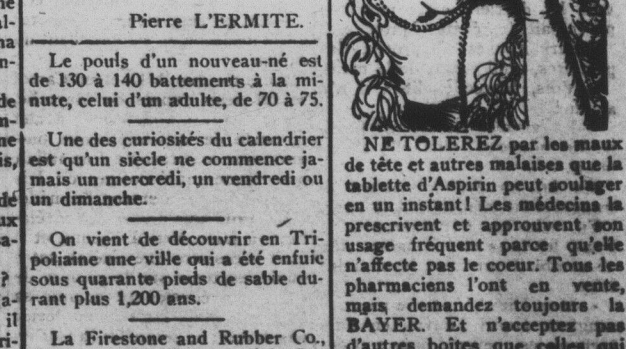 Pierre L'ERMITE.
Le pouls d'un nouveau-né est
de 130 à 140 battements à la mi-
nute, celui d'un adulte, de 70 à 75.
Une des curiosités du calendrier
est qu'un siècle ne commence ja-
mais un mercredi, un vendredi ou
un dimanche.
On vient de découvrir en Tri-
poliaine une ville qui a été enfuie
sous quarante pieds de sable du-
rant plus 1,200 ans.
La Firestone and Rubber Co.,
NE TOLEREZ par les maux
de tête et autres malaises que la
tablette d'Aspirin peut soulager
en un instant! Les médecins la
prescrivent et approuvent son
usage fréquent parce qu'elle
n'affecte pas le coeur. Tous les
pharmaciens l'ont en vente,
mais demandez toujours la
BAYER. Et n'acceptez pas
d'autres boites que celles qui